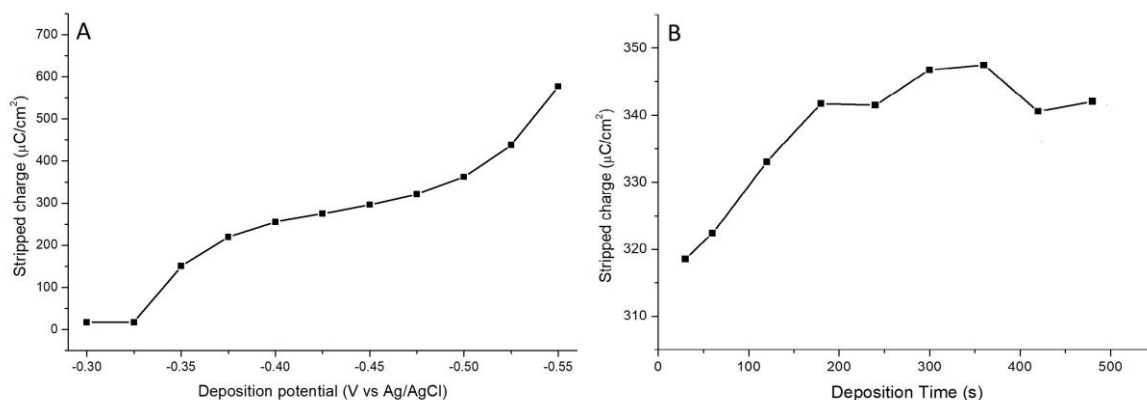 A
700
600
500
400
300
200
100
0
Stripped charge (μC/cm²)
-0.30 -0.35 -0.40 -0.45 -0.50 -0.55
Deposition potential (V vs Ag/AgCl)
B
350
340
330
320
310
Stripped charge (μC/cm²)
0 100 200 300 400 500
Deposition Time (s)